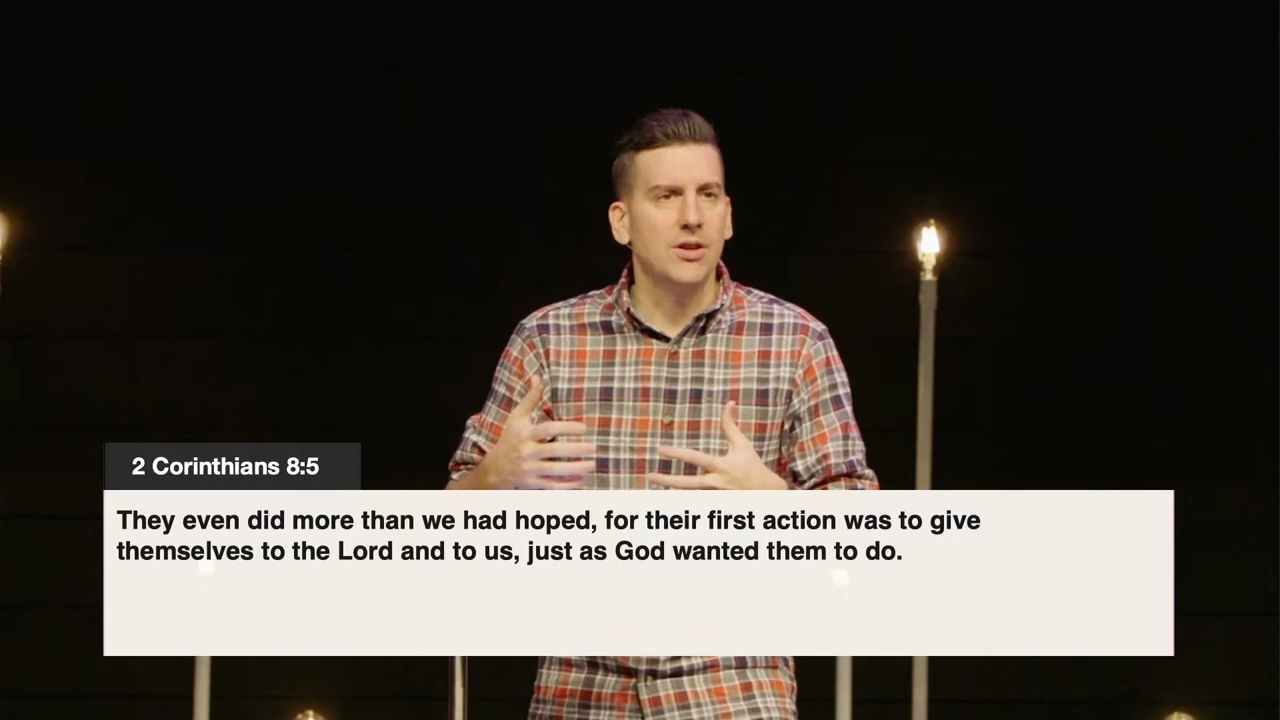 2 Corinthians 8:5
They even did more than we had hoped, for their first action was to give
themselves to the Lord and to us, just as God wanted them to do.